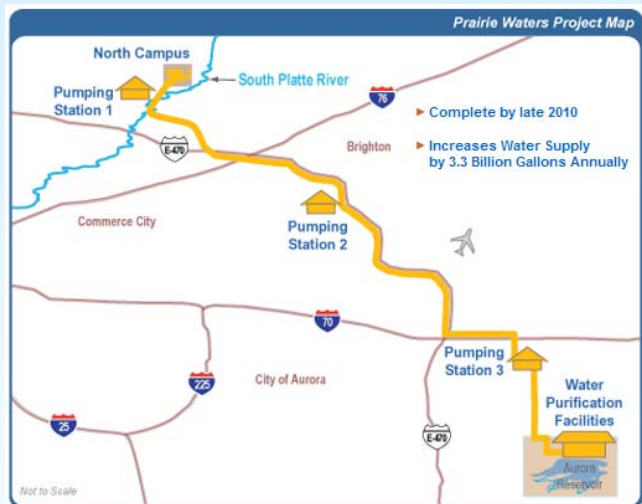 Prairie Waters Project Map
North Campus
Pumping
Station 1
South Platte River
76
Complete by late 2010
E-470
Brighton
Increases Water Supply
by 3.3 Billion Gallons Annually
Commerce City
Pumping
Station 2
70
Pumping
Station 3
225
City of Aurora
Water
Purification
Facilities
25
E-470
Aurora
Reservoir
Not to Scale